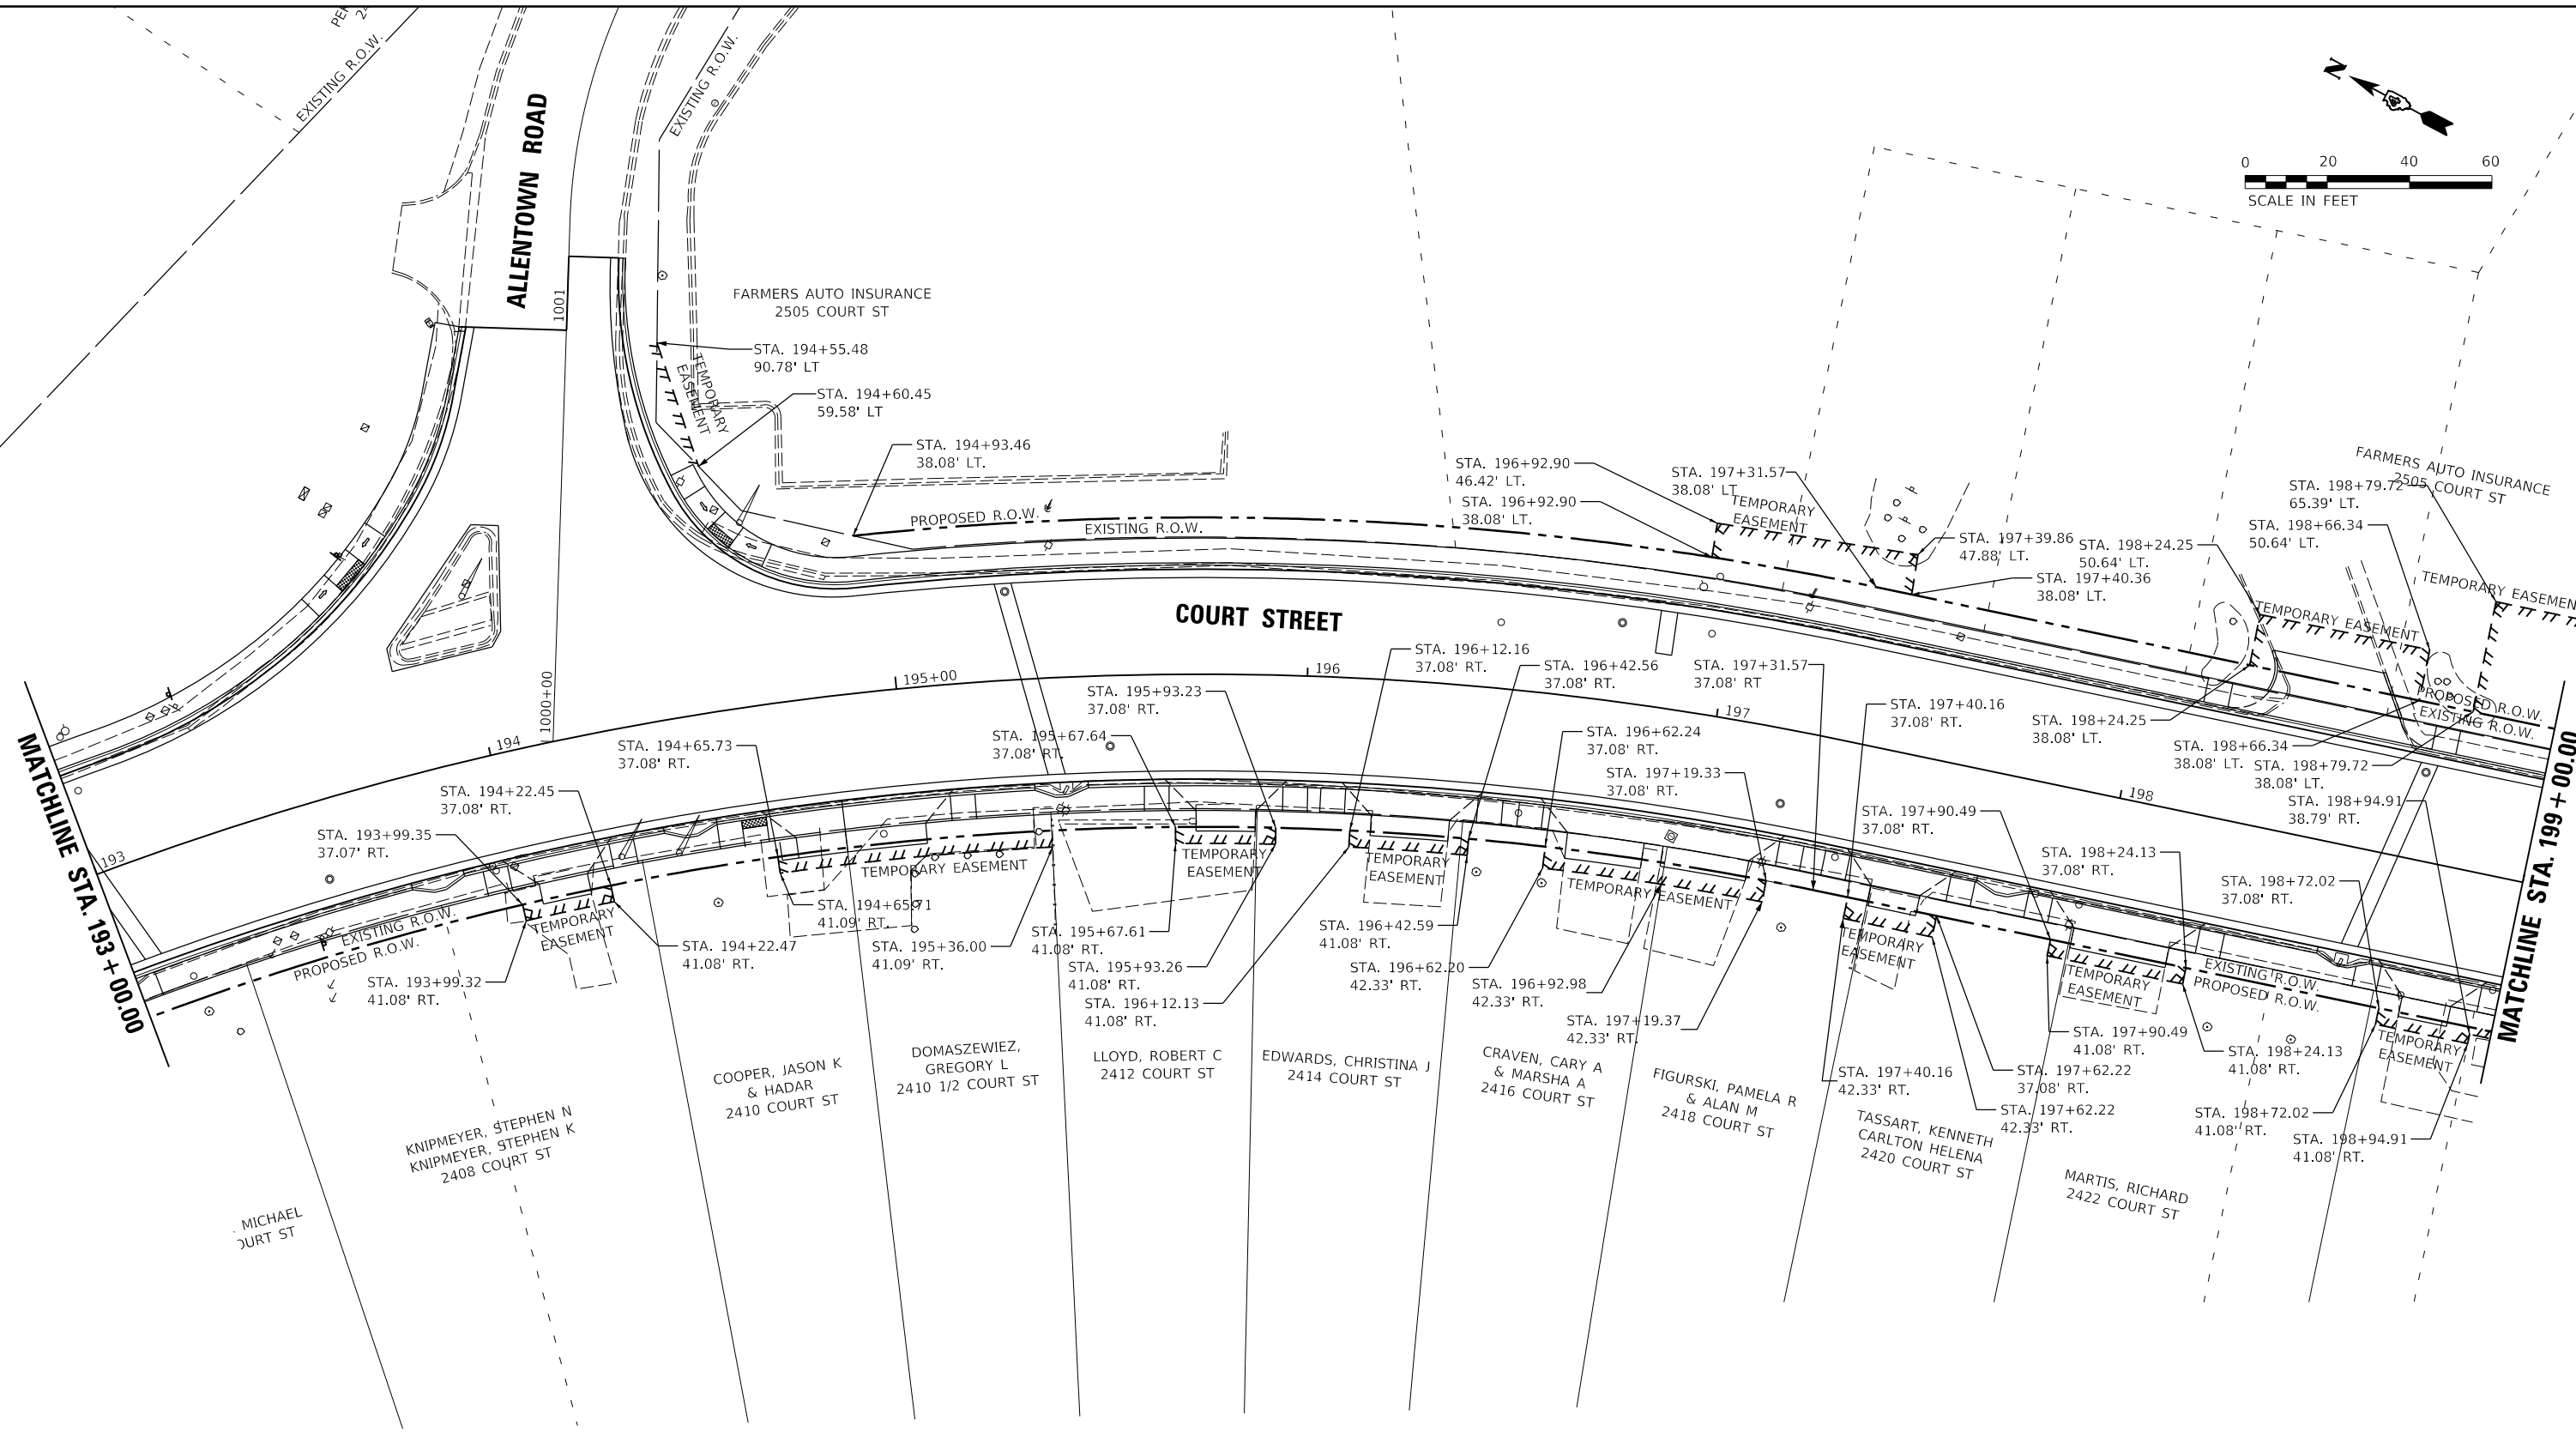 PER
24
EXISTING R.O.W.
EXISTING R.O.W.
ALLENTOWN ROAD
1001
1000+00
N
0 20 40 60
SCALE IN FEET
FARMERS AUTO INSURANCE
2505 COURT ST
STA. 194+55.48
90.78' LT
TEMPORARY
EASEMENT
STA. 194+60.45
59.58' LT
STA. 194+93.46
38.08' LT.
PROPOSED R.O.W.
EXISTING R.O.W.
STA. 196+92.90
46.42' LT.
STA. 196+92.90
38.08' LT.
STA. 197+31.57
38.08' LT
TEMPORARY
EASEMENT
STA. 197+39.86
47.88' LT.
STA. 197+40.36
38.08' LT.
STA. 198+24.25
50.64' LT.
FARMERS AUTO INSURANCE
2505 COURT ST
STA. 198+79.72
65.39' LT.
STA. 198+66.34
50.64' LT.
TEMPORARY EASEMENT
TEMPORARY EASEMEN
PROPOSED R.O.W.
EXISTING R.O.W.
STA. 198+24.25
38.08' LT.
STA. 198+66.34
38.08' LT.
STA. 198+79.72
38.08' LT.
STA. 198+94.91
38.79' RT.
COURT STREET
193
194
195+00
196
197
198
MATCHLINE STA. 193+00.00
MATCHLINE STA. 199+00.00
STA. 193+99.35
37.07' RT.
STA. 194+22.45
37.08' RT.
STA. 194+65.73
37.08' RT.
STA. 195+67.64
37.08' RT.
STA. 195+93.23
37.08' RT.
STA. 196+12.16
37.08' RT.
STA. 196+42.56
37.08' RT.
STA. 196+62.24
37.08' RT.
STA. 197+19.33
37.08' RT.
STA. 197+31.57
37.08' RT
STA. 197+40.16
37.08' RT.
STA. 197+90.49
37.08' RT.
STA. 198+24.13
37.08' RT.
STA. 198+72.02
37.08' RT.
EXISTING R.O.W.
PROPOSED R.O.W.
TEMPORARY
EASEMENT
TEMPORARY EASEMENT
TEMPORARY
EASEMENT
TEMPORARY
EASEMENT
TEMPORARY EASEMENT
TEMPORARY
EASEMENT
TEMPORARY
EASEMENT
EXISTING R.O.W.
PROPOSED R.O.W.
TEMPORARY
EASEMENT
STA. 193+99.32
41.08' RT.
STA. 194+22.47
41.08' RT.
STA. 194+65.71
41.09' RT.
STA. 195+36.00
41.09' RT.
STA. 195+67.61
41.08' RT.
STA. 195+93.26
41.08' RT.
STA. 196+12.13
41.08' RT.
STA. 196+42.59
41.08' RT.
STA. 196+62.20
42.33' RT.
STA. 196+92.98
42.33' RT.
STA. 197+19.37
42.33' RT.
STA. 197+40.16
42.33' RT.
STA. 197+62.22
37.08' RT.
STA. 197+62.22
42.33' RT.
STA. 197+90.49
41.08' RT.
STA. 198+24.13
41.08' RT.
STA. 198+72.02
41.08' RT.
STA. 198+94.91
41.08' RT.
MICHAEL
OURT ST
KNIPMEYER, STEPHEN N
KNIPMEYER, STEPHEN K
2408 COURT ST
COOPER, JASON K
& HADAR
2410 COURT ST
DOMASZEWIEZ,
GREGORY L
2410 1/2 COURT ST
LLOYD, ROBERT C
2412 COURT ST
EDWARDS, CHRISTINA J
2414 COURT ST
CRAVEN, CARY A
& MARSHA A
2416 COURT ST
FIGURSKI, PAMELA R
& ALAN M
2418 COURT ST
TASSART, KENNETH
CARLTON HELENA
2420 COURT ST
MARTIS, RICHARD
2422 COURT ST